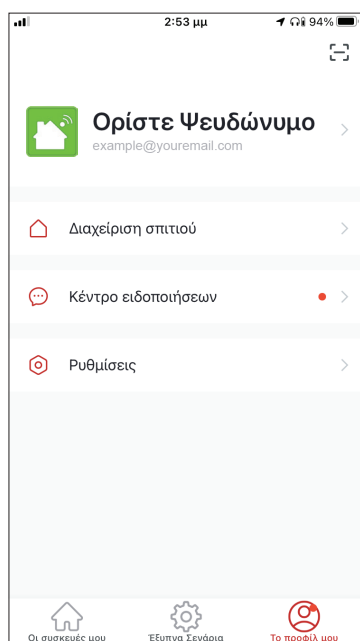 2:53 μμ
94%
Ορίστε Ψευδώνυμο
example@youremail.com
Διαχείριση σπιτιού
Κέντρο ειδοποιήσεων
Ρυθμίσεις
Οι συσκευές μου
Έξυπνα Σενάρια
Το προφίλ μου